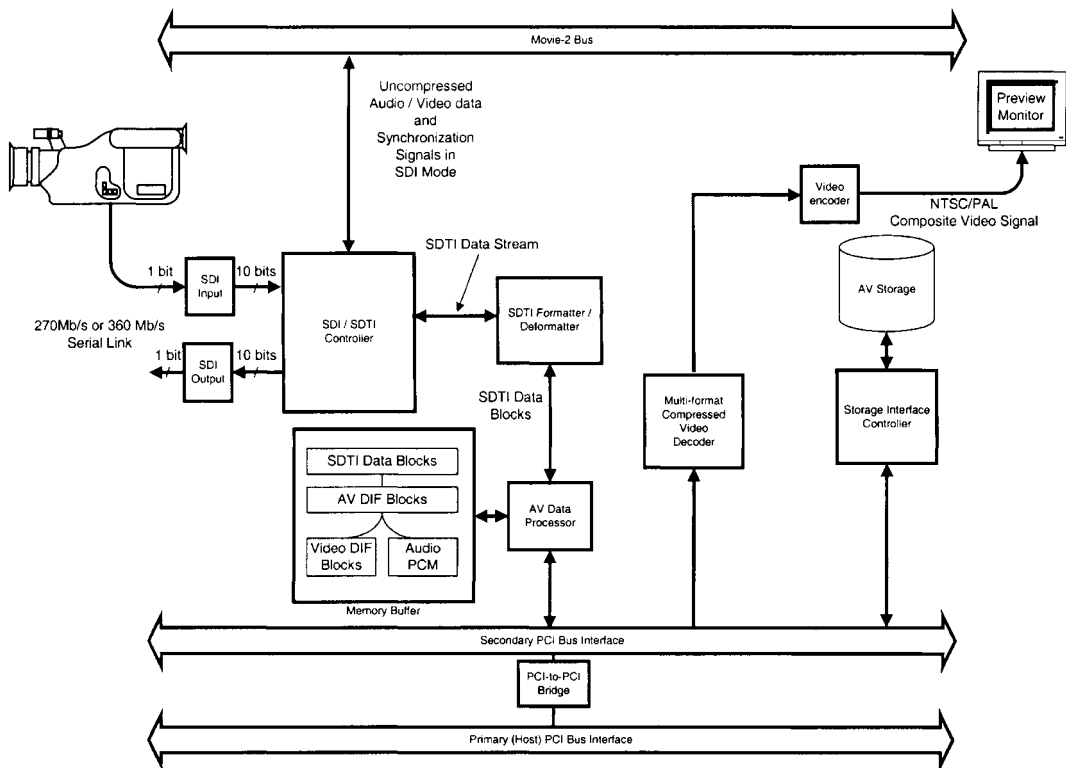 Movie-2 Bus
Uncompressed
Audio / Video data
and
Synchronization
Signals in
SDI Mode
Preview
Monitor
Video
encoder
NTSC/PAL
Composite Video Signal
SDTI Data Stream
AV Storage
1 bit
SDI
Input
10 bits
SDI / SDTI
Controller
SDTI Formatter /
Deformatter
270Mb/s or 360 Mb/s
Serial Link
1 bit
SDI
Output
10 bits
SDTI Data
Blocks
Multi-format
Compressed
Video
Decoder
Storage Interface
Controller
SDTI Data Blocks
AV DIF Blocks
Video DIF
Blocks
Audio
PCM
Memory Buffer
AV Data
Processor
Secondary PCI Bus Interface
PCI-to-PCI
Bridge
Primary (Host) PCI Bus Interface